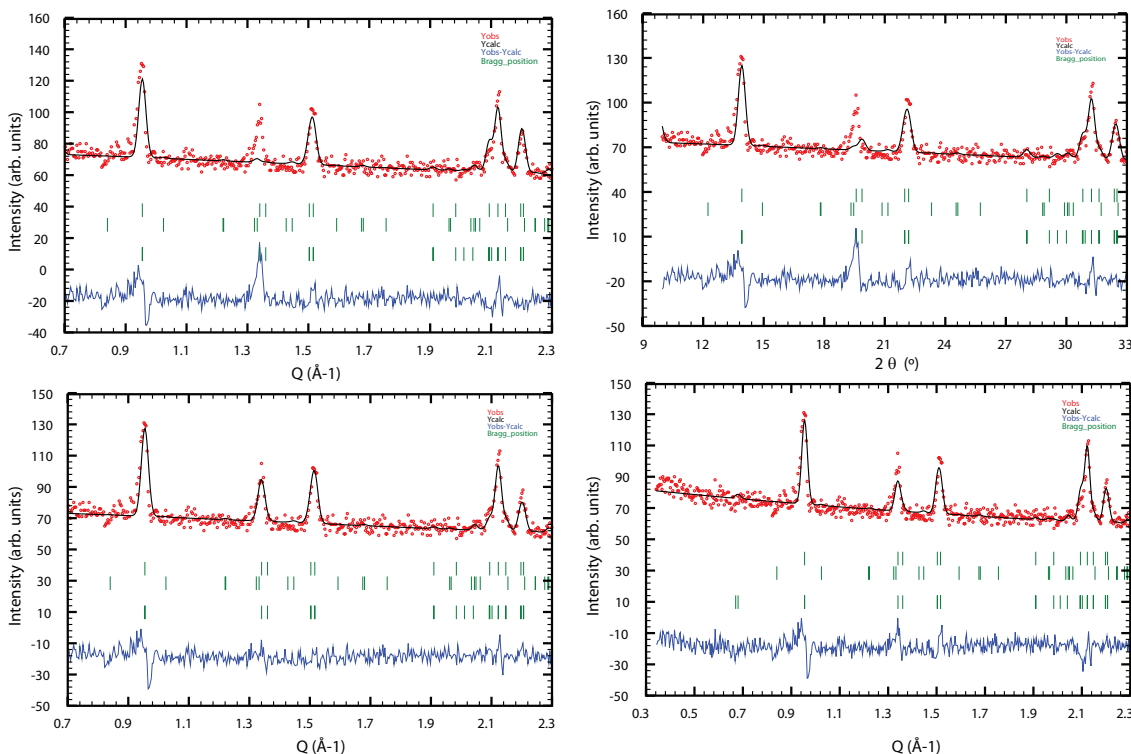 160
140
120
100
80
60
40
20
0
-20
-40
Intensity (arb. units)
Yobs
Ycalc
Yobs-Ycalc
Bragg_position
0.7 0.9 1.1 1.3 1.5 1.7 1.9 2.1 2.3
Q (Å-1)
160
130
100
70
40
10
-20
-50
Intensity (arb. units)
Yobs
Ycalc
Yobs-Ycalc
Bragg_position
9 12 15 18 21 24 27 30 33
2 θ (º)
150
130
110
90
70
50
30
10
-10
-30
-50
Intensity (arb. units)
Yobs
Ycalc
Yobs-Ycalc
Bragg_position
0.7 0.9 1.1 1.3 1.5 1.7 1.9 2.1 2.3
Q (Å-1)
150
130
110
90
70
50
30
10
-10
-30
-50
Intensity (arb. units)
Yobs
Ycalc
Yobs-Ycalc
Bragg_position
0.3 0.5 0.7 0.9 1.1 1.3 1.5 1.7 1.9 2.1 2.3
Q (Å-1)